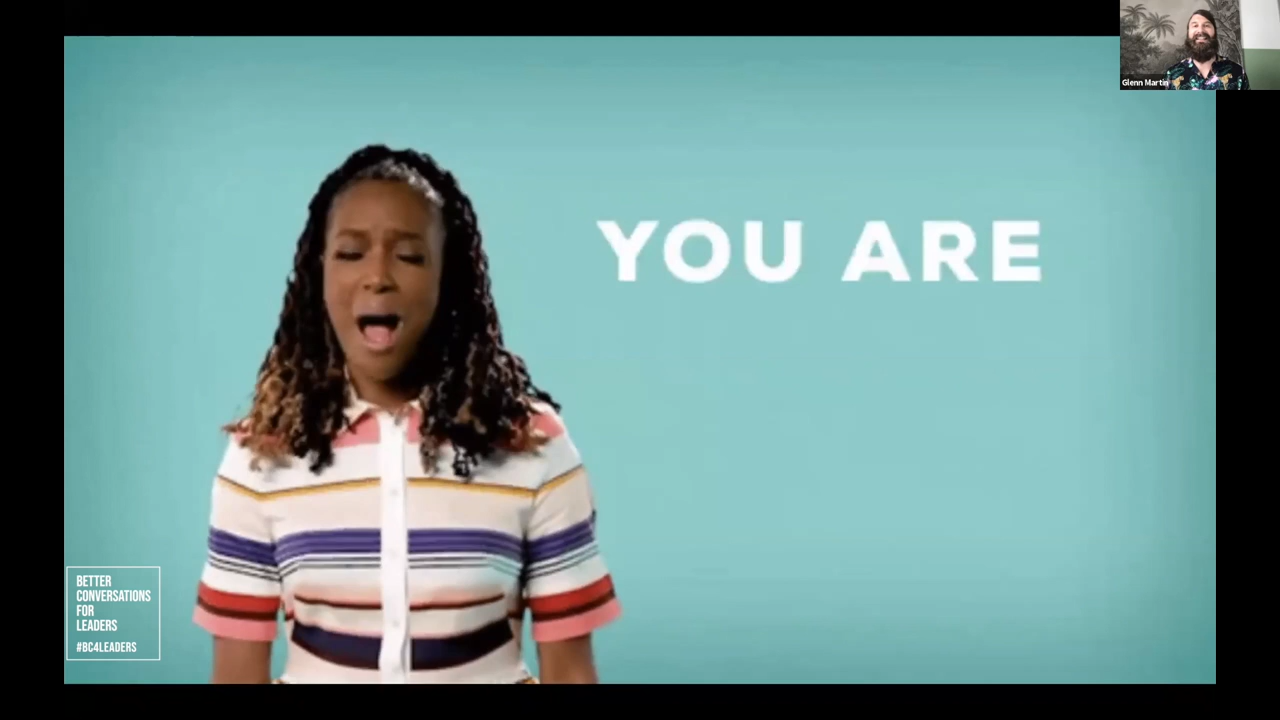 Glenn Martin
YOU ARE
BETTER
CONVERSATIONS
FOR
LEADERS
#BC4LEADERS